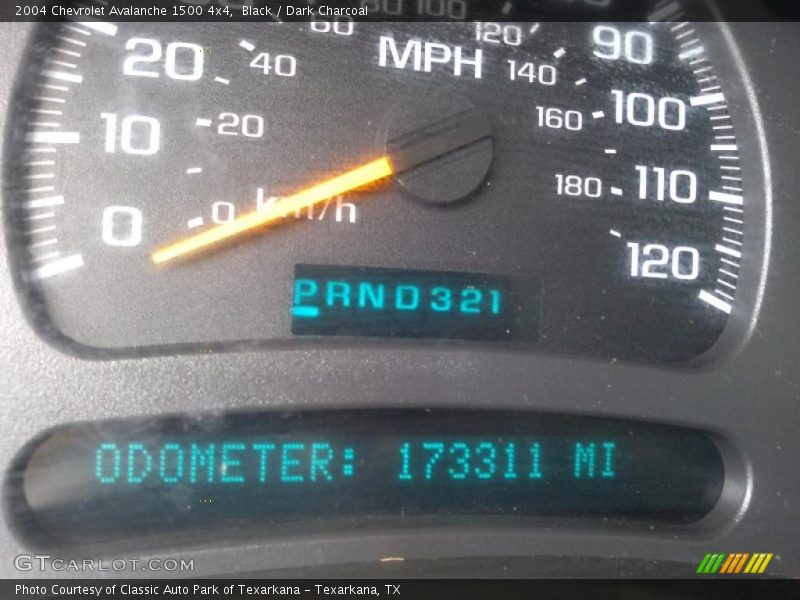 2004 Chevrolet Avalanche 1500 4x4, Black / Dark Charcoal
60
120
90
20
40
MPH
140
10
20
160
100
0
0
km/h
180
110
120
PRND321
ODOMETER: 173311 MI
GTCARLOT.COM
Photo Courtesy of Classic Auto Park of Texarkana - Texarkana, TX